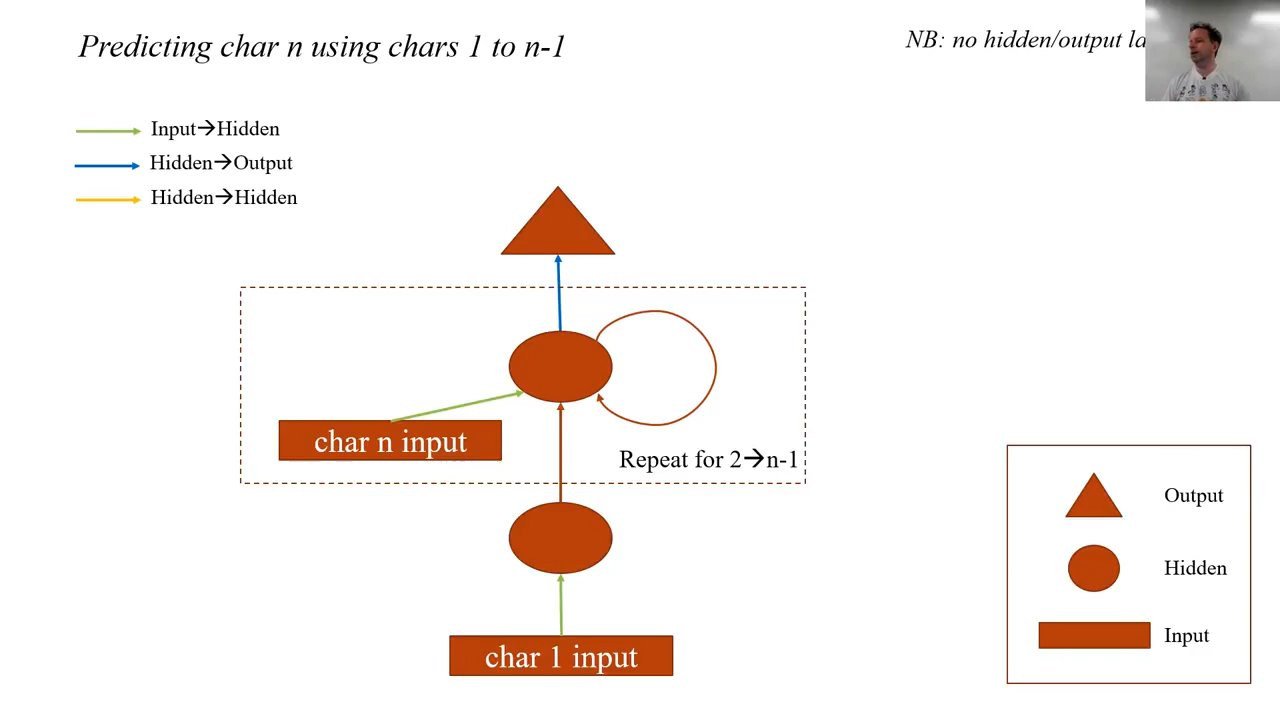 Predicting char n using chars 1 to n-1
NB: no hidden/output
Input→Hidden
Hidden→Output
Hidden→Hidden
char n input
Repeat for 2→n-1
char 1 input
Output
Hidden
Input